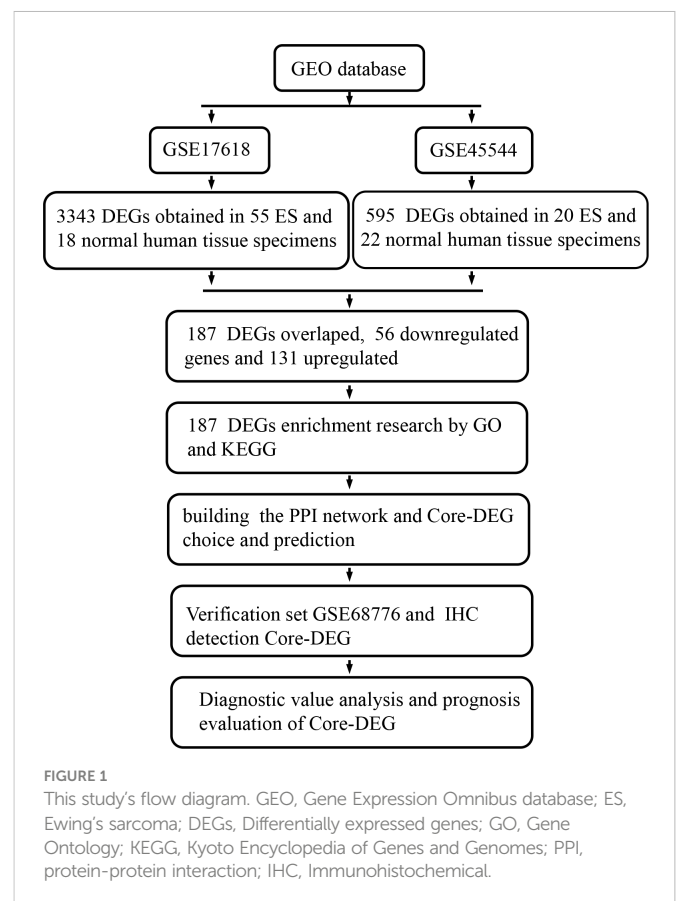 GEO database
GSE17618
GSE45544
3343 DEGs obtained in 55 ES and
18 normal human tissue specimens
595 DEGs obtained in 20 ES and
22 normal human tissue specimens
187 DEGs overlaped, 56 downregulated
genes and 131 upregulated
187 DEGs enrichment research by GO
and KEGG
building the PPI network and Core-DEG
choice and prediction
Verification set GSE68776 and IHC
detection Core-DEG
Diagnostic value analysis and prognosis
evaluation of Core-DEG
FIGURE 1
This study's flow diagram. GEO, Gene Expression Omnibus database; ES,
Ewing's sarcoma; DEGs, Differentially expressed genes; GO, Gene
Ontology; KEGG, Kyoto Encyclopedia of Genes and Genomes; PPI,
protein-protein interaction; IHC, Immunohistochemical.